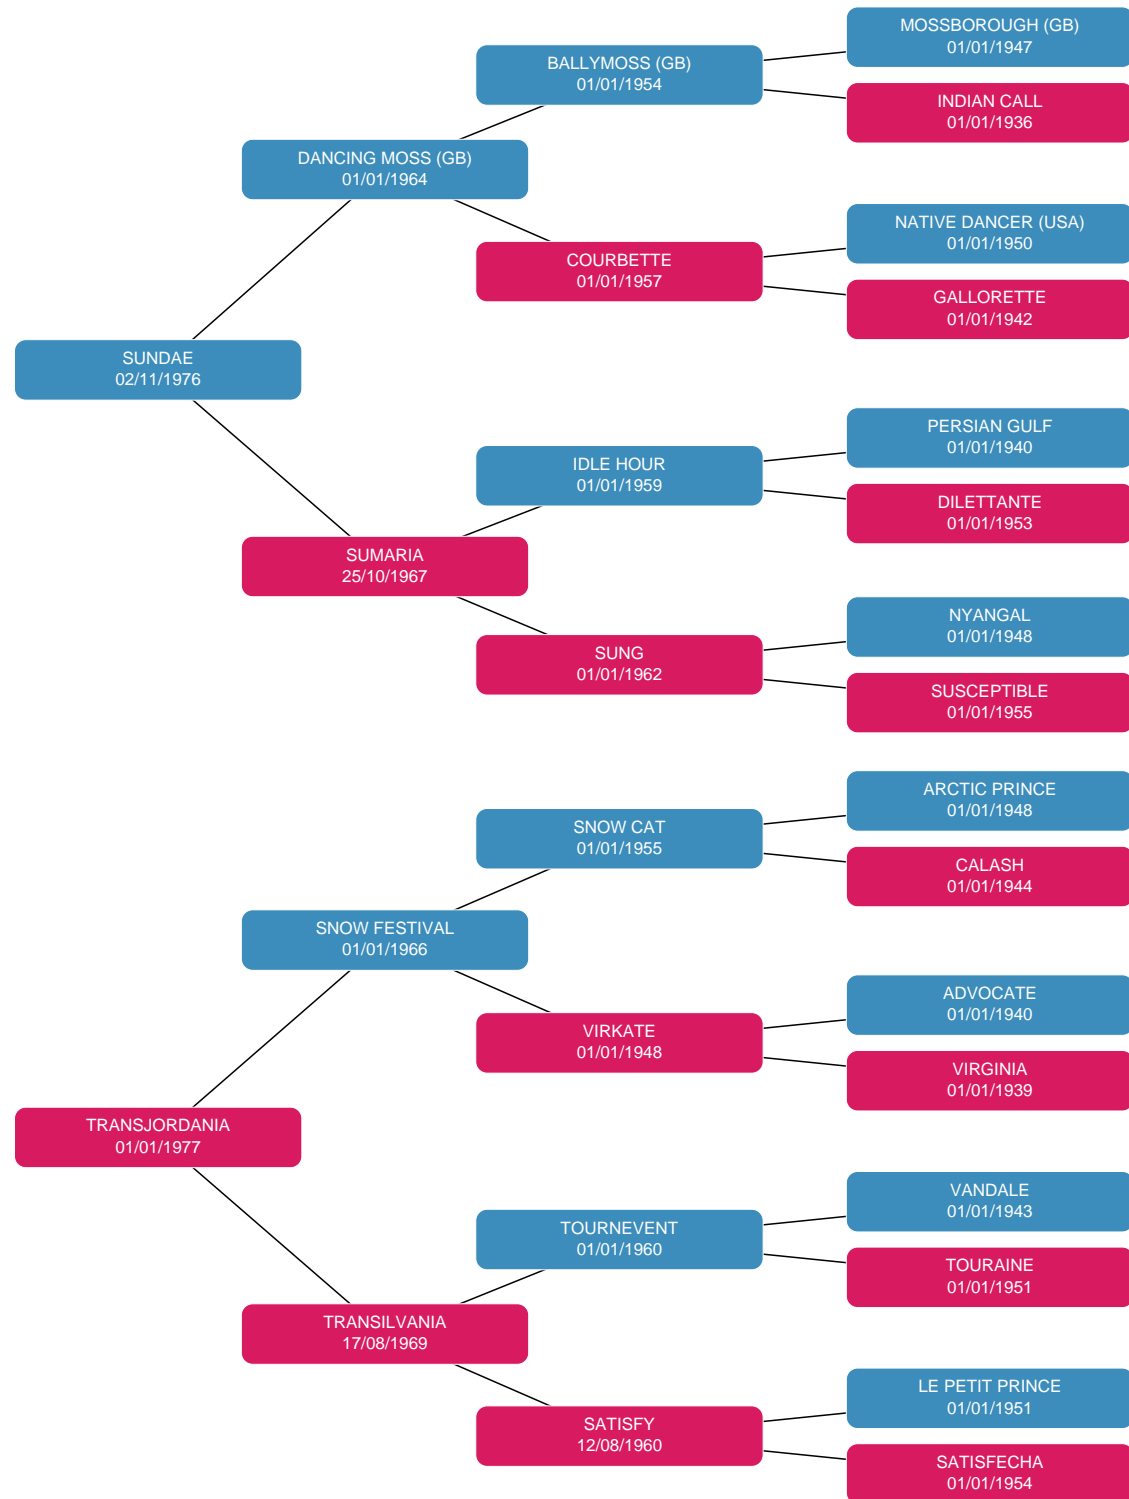 MOSSBOROUGH (GB)
01/01/1947
BALLYMOSS (GB)
01/01/1954
INDIAN CALL
01/01/1936
DANCING MOSS (GB)
01/01/1964
NATIVE DANCER (USA)
01/01/1950
COURBETTE
01/01/1957
GALLORETTE
01/01/1942
SUNDAE
02/11/1976
PERSIAN GULF
01/01/1940
IDLE HOUR
01/01/1959
DILETTANTE
01/01/1953
SUMARIA
25/10/1967
NYANGAL
01/01/1948
SUNG
01/01/1962
SUSCEPTIBLE
01/01/1955
ARCTIC PRINCE
01/01/1948
SNOW CAT
01/01/1955
CALASH
01/01/1944
SNOW FESTIVAL
01/01/1966
ADVOCATE
01/01/1940
VIRKATE
01/01/1948
VIRGINIA
01/01/1939
TRANSJORDANIA
01/01/1977
VANDALE
01/01/1943
TOURNEVENT
01/01/1960
TOURAINE
01/01/1951
TRANSILVANIA
17/08/1969
LE PETIT PRINCE
01/01/1951
SATISFY
12/08/1960
SATISFECHA
01/01/1954